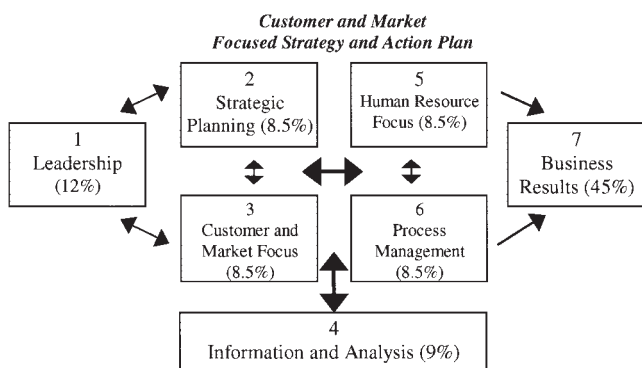 Customer and Market
Focused Strategy and Action Plan
1
Leadership
(12%)
2
Strategic
Planning (8.5%)
3
Customer and
Market Focus
(8.5%)
5
Human Resource
Focus (8.5%)
6
Process
Management
(8.5%)
7
Business
Results (45%)
4
Information and Analysis (9%)